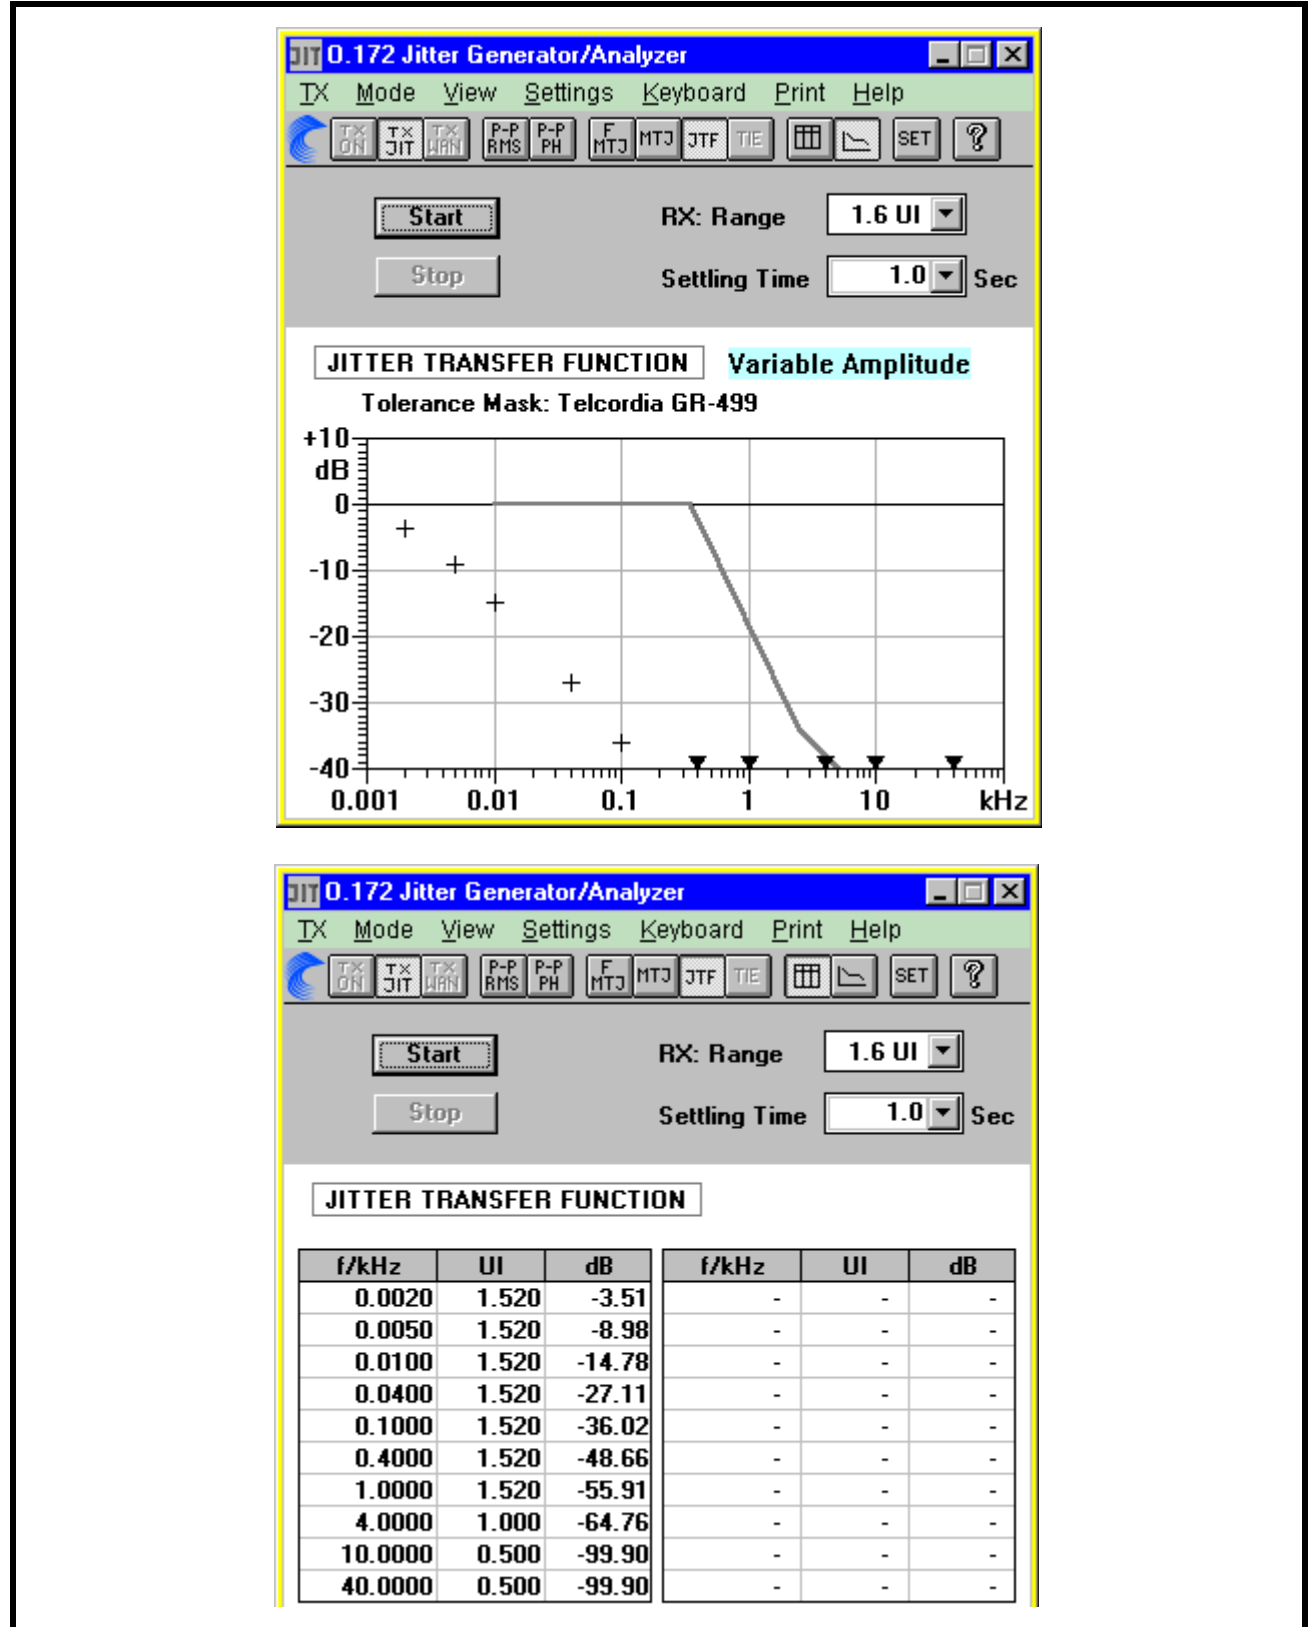 JIT O.172 Jitter Generator/Analyzer
TX Mode View Settings Keyboard Print Help
TX ON TX JIT TX WAN P-P RMS P-P PH F MTJ MTJ JTF TIE SET ?
Start RX: Range 1.6 UI
Stop Settling Time 1.0 Sec
JITTER TRANSFER FUNCTION Variable Amplitude
Tolerance Mask: Telcordia GR-499
+10
dB
0
-10
-20
-30
-40
0.001 0.01 0.1 1 10 kHz
JIT O.172 Jitter Generator/Analyzer
TX Mode View Settings Keyboard Print Help
TX ON TX JIT TX WAN P-P RMS P-P PH F MTJ MTJ JTF TIE SET ?
Start RX: Range 1.6 UI
Stop Settling Time 1.0 Sec
JITTER TRANSFER FUNCTION
f/kHz UI dB f/kHz UI dB
0.0020 1.520 -3.51 - - -
0.0050 1.520 -8.98 - - -
0.0100 1.520 -14.78 - - -
0.0400 1.520 -27.11 - - -
0.1000 1.520 -36.02 - - -
0.4000 1.520 -48.66 - - -
1.0000 1.520 -55.91 - - -
4.0000 1.000 -64.76 - - -
10.0000 0.500 -99.90 - - -
40.0000 0.500 -99.90 - - -